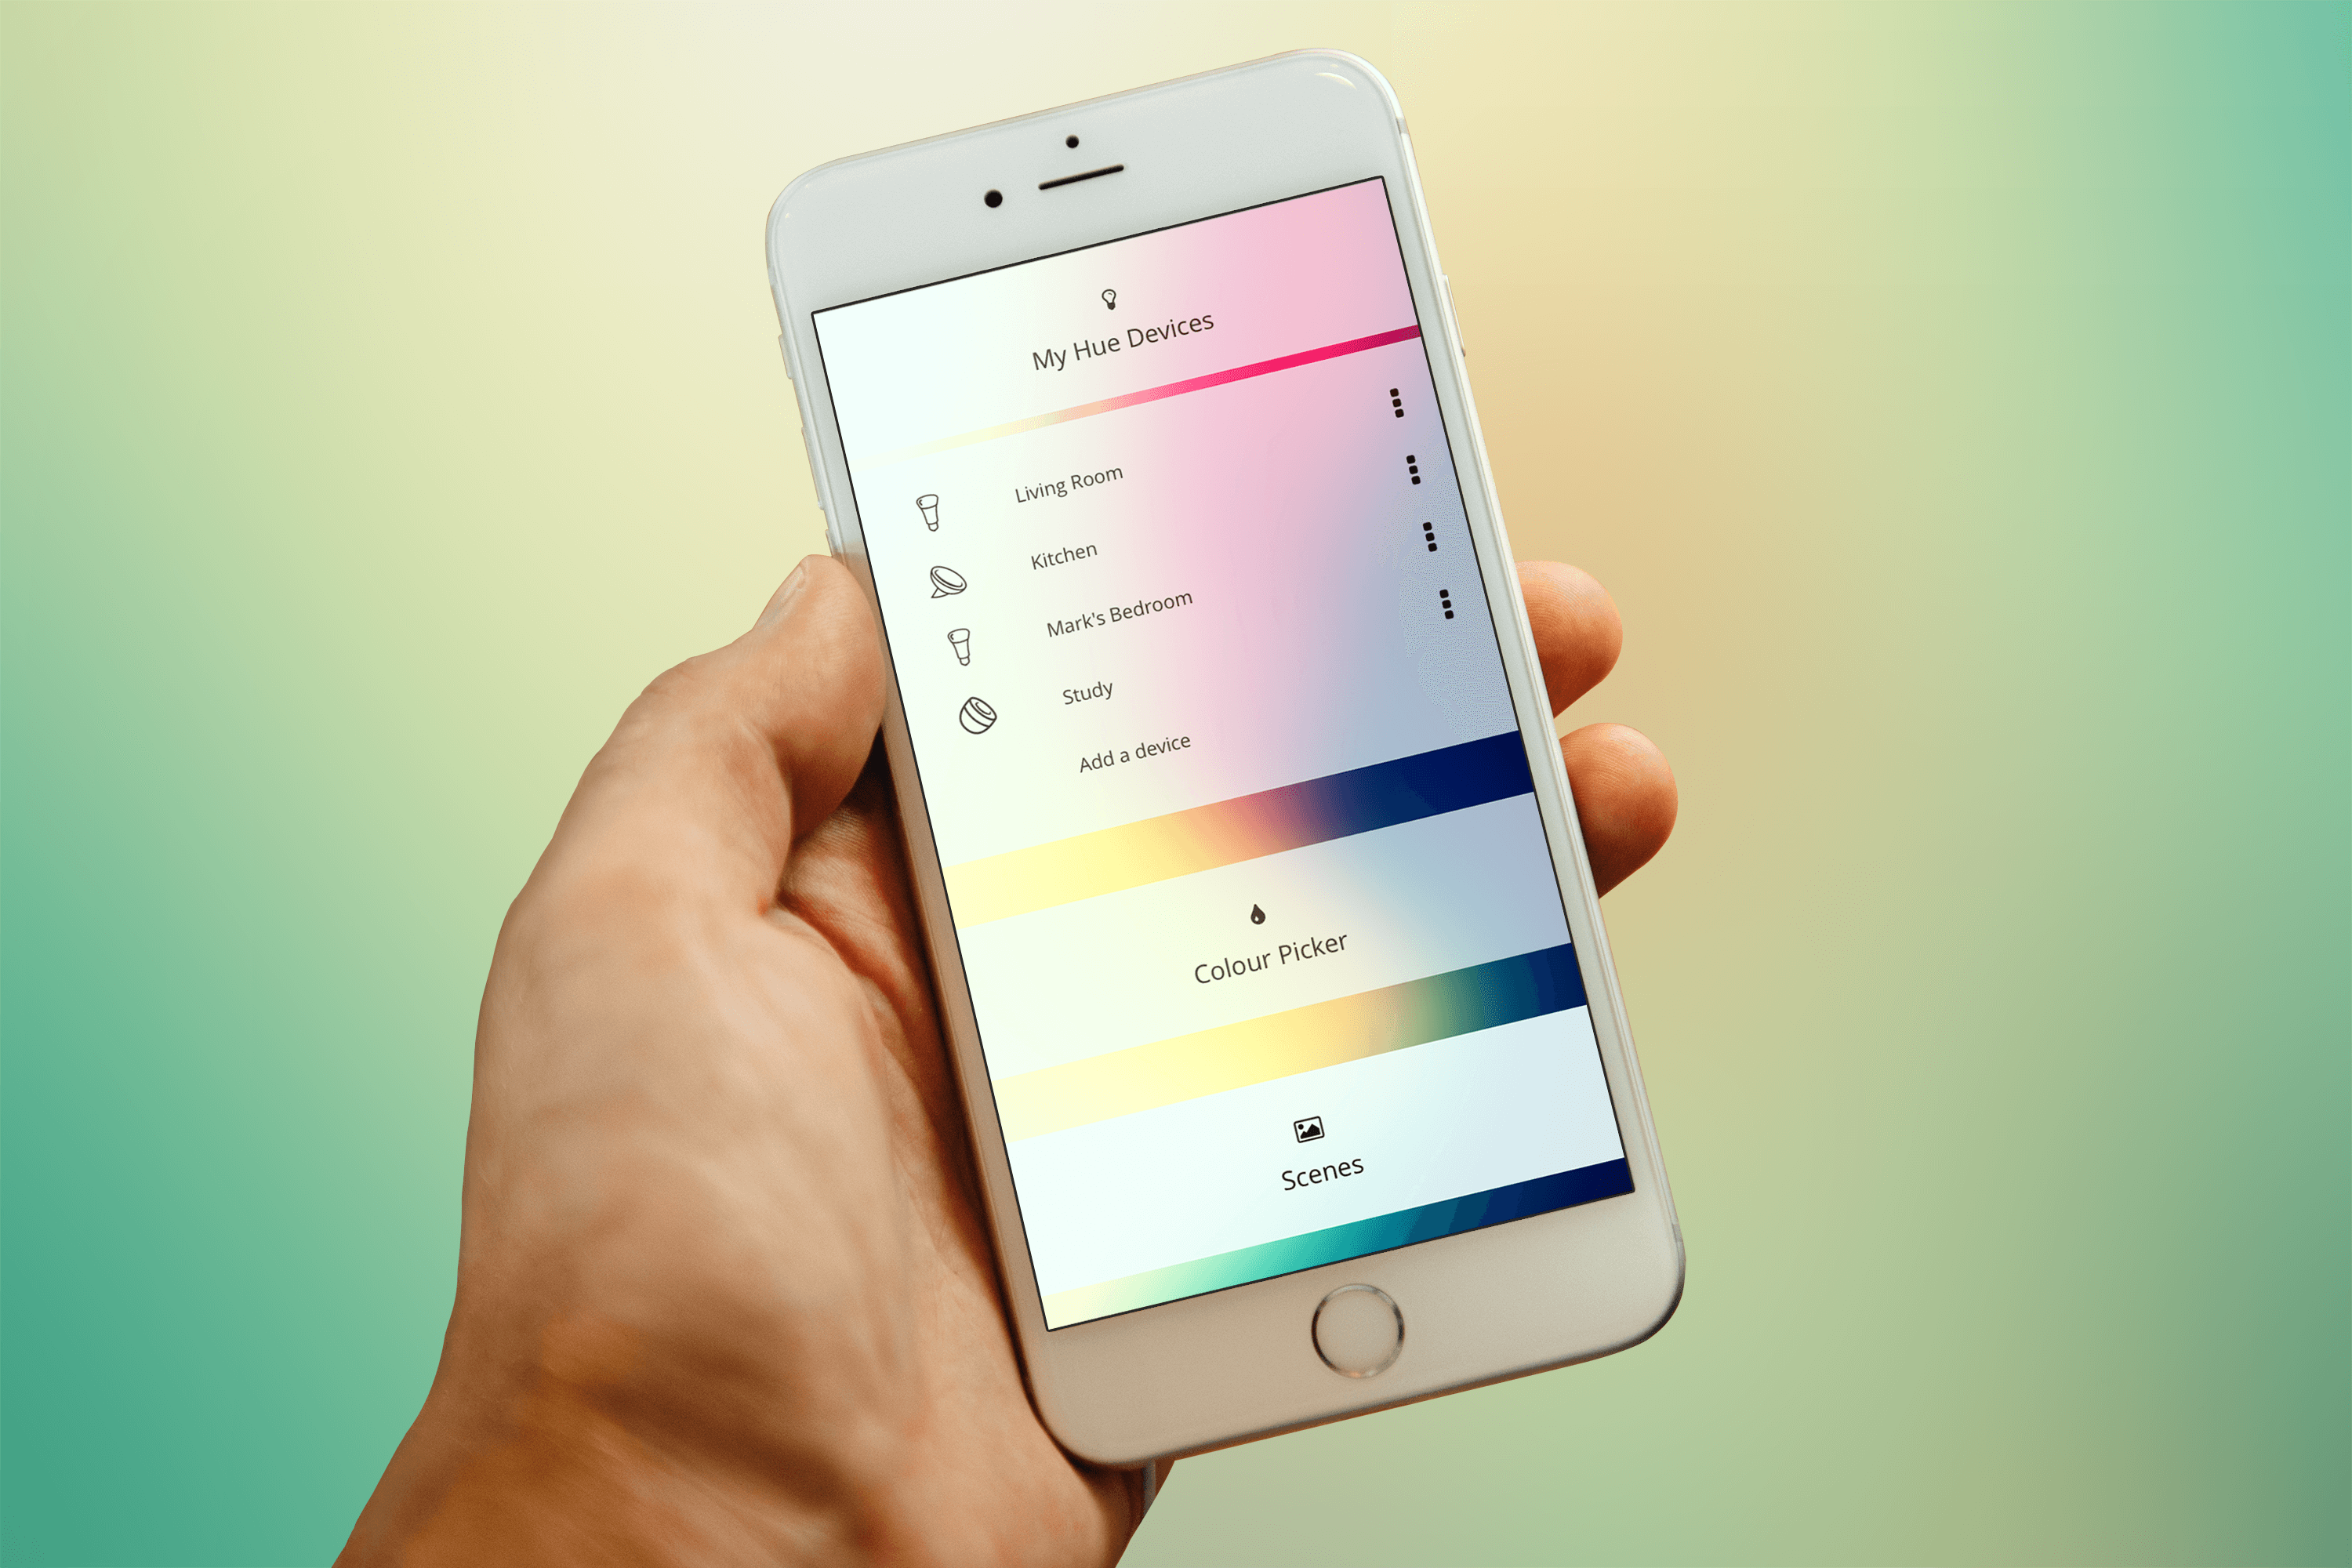 My Hue Devices
Living Room
Kitchen
Mark's Bedroom
Study
Add a device
Colour Picker
Scenes